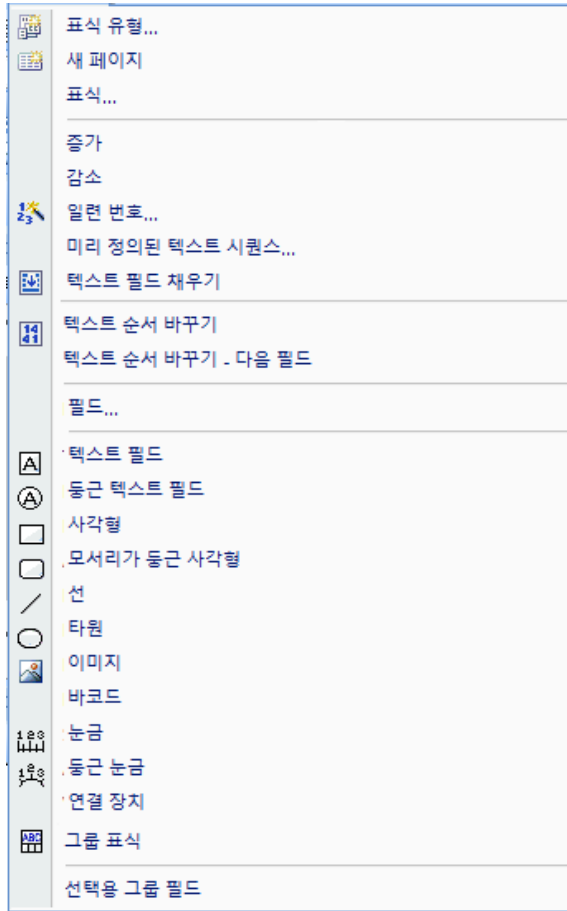 표식 유형...
새 페이지
표식...
증가
감소
일련 번호...
미리 정의된 텍스트 시퀀스...
텍스트 필드 채우기
텍스트 순서 바꾸기
텍스트 순서 바꾸기 - 다음 필드
필드...
텍스트 필드
둥근 텍스트 필드
사각형
모서리가 둥근 사각형
선
타원
이미지
바코드
눈금
둥근 눈금
연결 장치
그룹 표식
선택용 그룹 필드